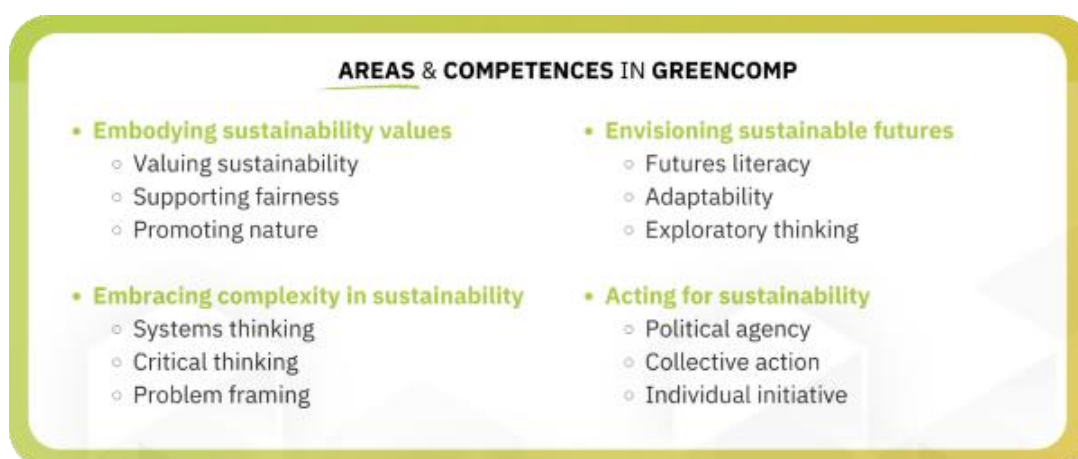 AREAS & COMPETENCES IN GREENCOMP
• Embodying sustainability values
○ Valuing sustainability
○ Supporting fairness
○ Promoting nature
• Embracing complexity in sustainability
○ Systems thinking
○ Critical thinking
○ Problem framing
• Envisioning sustainable futures
○ Futures literacy
○ Adaptability
○ Exploratory thinking
• Acting for sustainability
○ Political agency
○ Collective action
○ Individual initiative